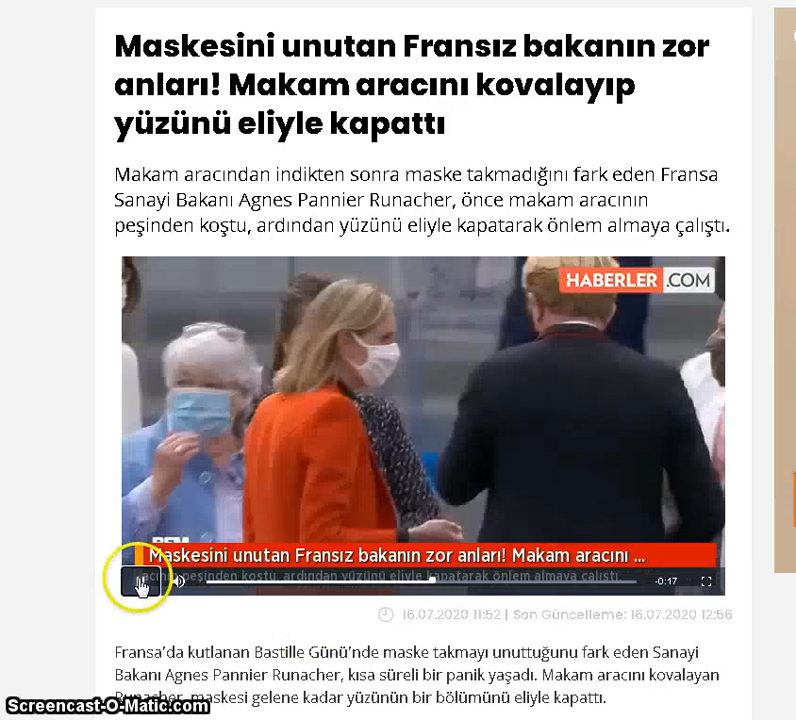 Maskesini unutan Fransız bakanın zor
anları! Makam aracını kovalayıp
yüzünü eliyle kapattı
Makam aracından indikten sonra maske takmadığını fark eden Fransa
Sanayi Bakanı Agnes Pannier Runacher, önce makam aracının
peşinden koştu, ardından yüzünü eliyle kapatarak önlem almaya çalıştı.
HABERLER .COM
BFM
Maskesini unutan Fransız bakanın zor anları! Makam aracını ...
peşinden koştu, ardından yüzünü eliyle kapatarak önlem almaya çalıştı.
-0:17
16.07.2020 11:52 | Son Güncelleme: 16.07.2020 12:56
Fransa'da kutlanan Bastille Günü'nde maske takmayı unuttuğunu fark eden Sanayi
Bakanı Agnes Pannier Runacher, kısa süreli bir panik yaşadı. Makam aracını kovalayan
Runacher, maskesi gelene kadar yüzünün bir bölümünü eliyle kapattı.
Screencast-O-Matic.com